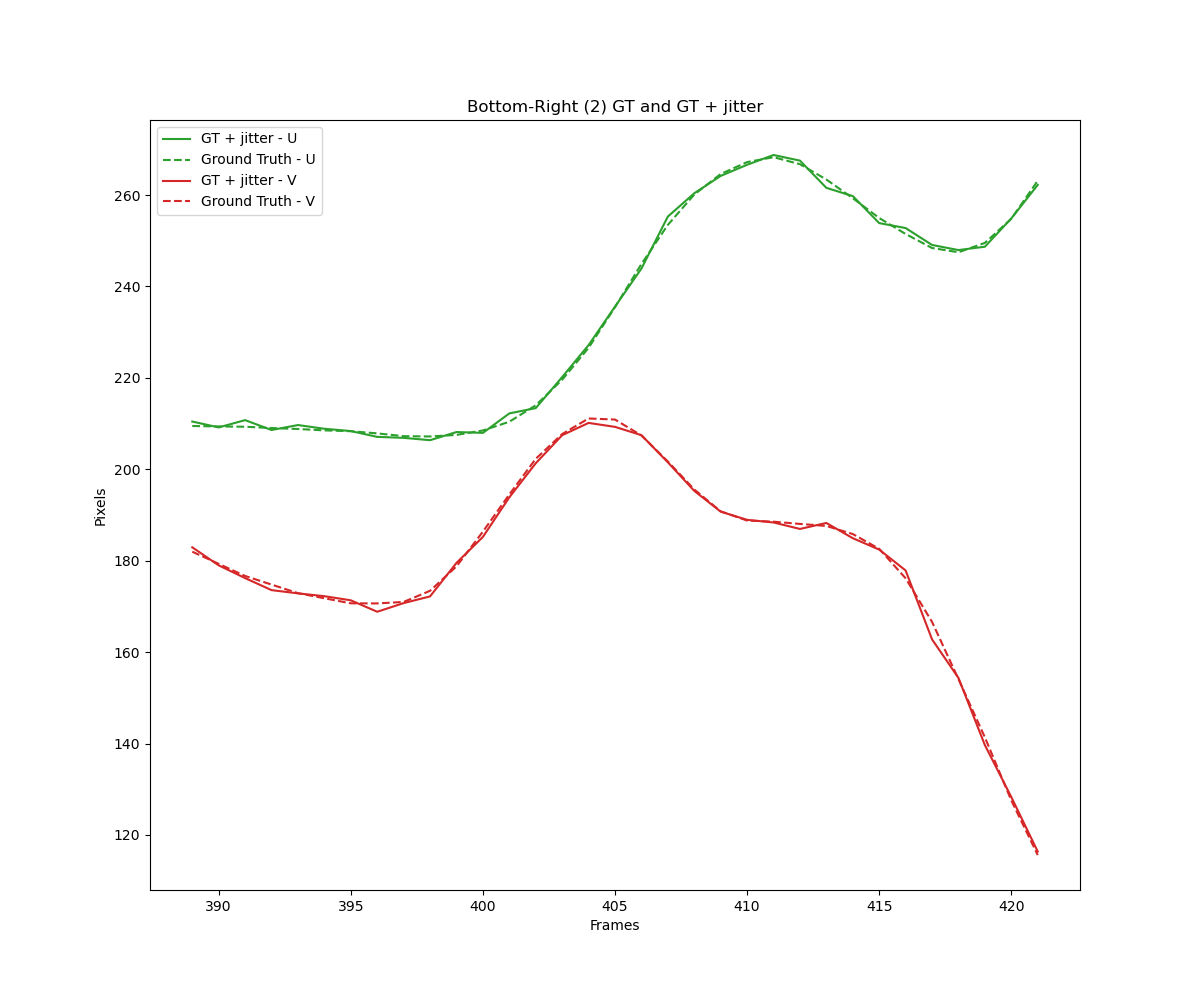 Bottom-Right (2) GT and GT + jitter
GT + jitter - U
Ground Truth - U
GT + jitter - V
Ground Truth - V
260
240
220
200
180
160
140
120
Pixels
390 395 400 405 410 415 420
Frames